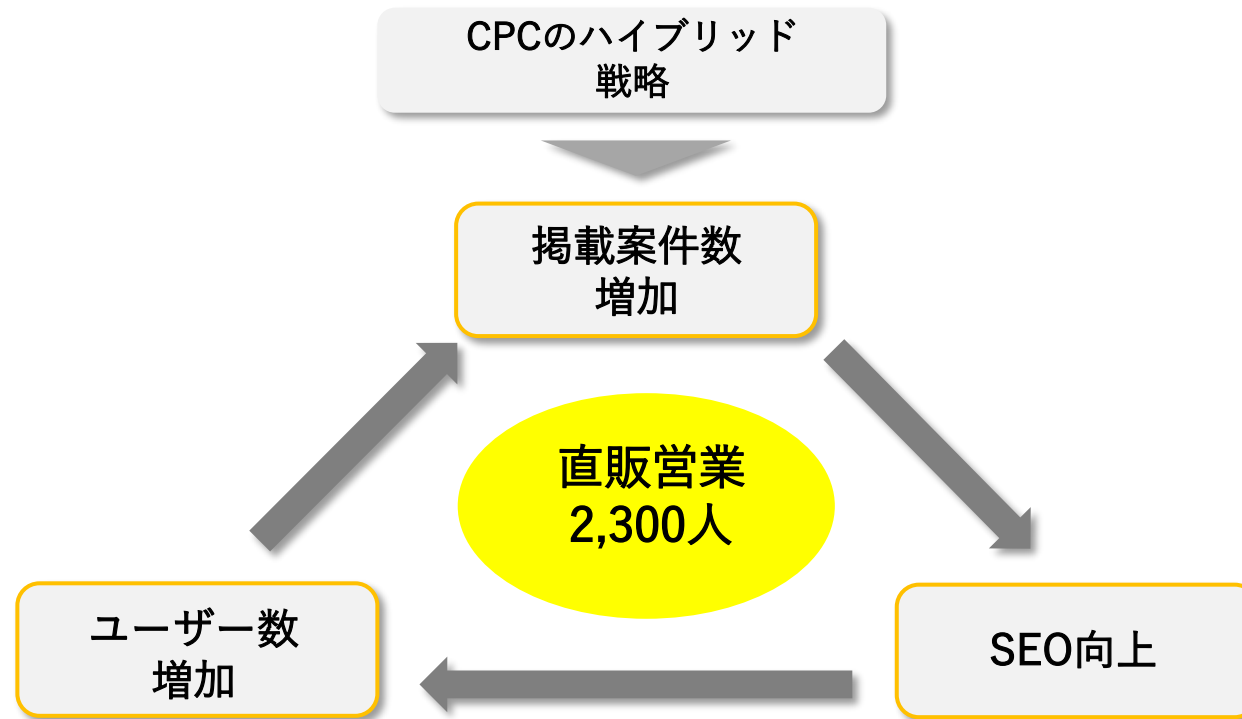 CPCのハイブリッド
戦略
掲載案件数
増加
直販営業
2,300人
ユーザー数
増加
SEO向上